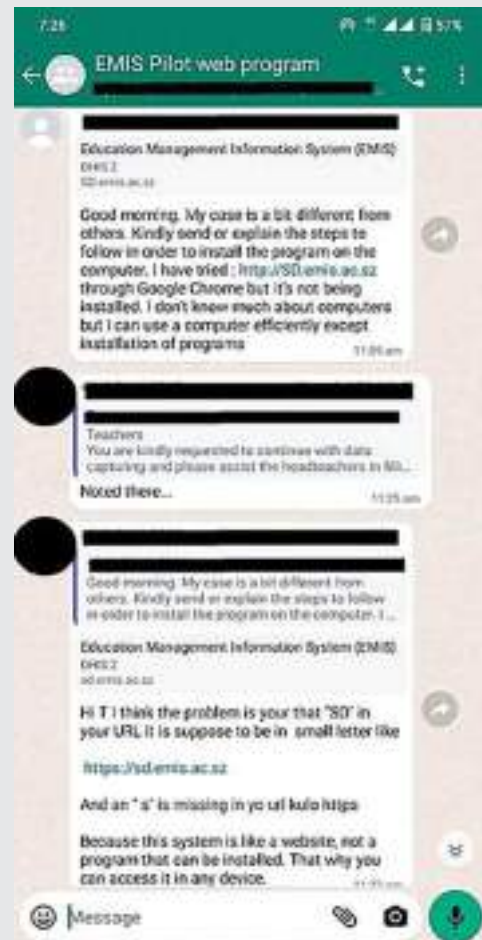 7:26
57%
EMIS Pilot web program
Education Management Information System (EMIS)
DHIS 2
SD.emis.ac.sz
Good morning. My case is a bit different from
others. Kindly send or explain the steps to
follow in order to install the program on the
computer. I have tried : http://SD.emis.ac.sz
through Google Chrome but it's not being
installed. I don't know much about computers
but I can use a computer efficiently except
installation of programs
Teachers
You are kindly requested to continue with data
capturing and please assist the headteachers in
Noted there...
Good morning. My case is a bit different from
others. Kindly send or explain the steps to follow
in order to install the program on the computer. I ...
Education Management Information System (EMIS)
DHIS 2
sd.emis.ac.sz
Hi T I think the problem is your that "SD" in
your URL it is suppose to be in small letter like
https://sd.emis.ac.sz
And an " s" is missing in yo url kulo https
Because this system is like a website, not a
program that can be installed. That why you
can access it in any device.
Message